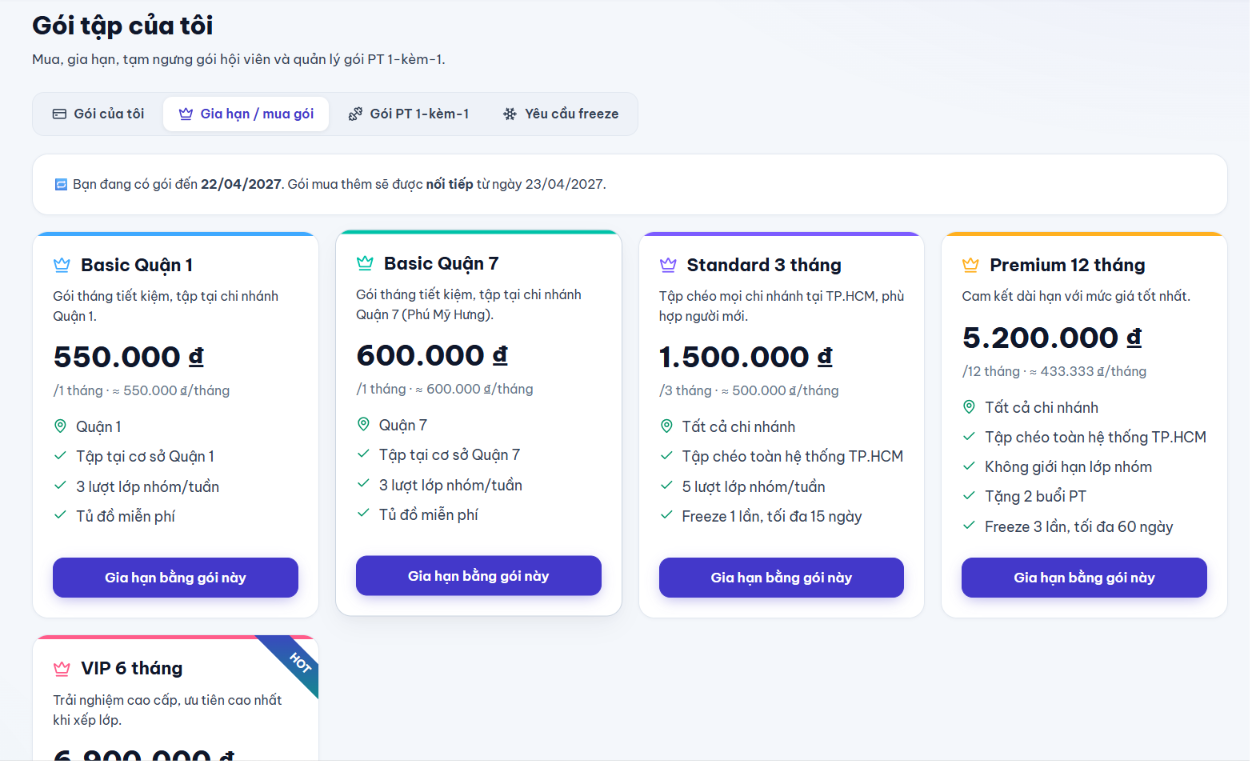 Gói tập của tôi
Mua, gia hạn, tạm ngưng gói hội viên và quản lý gói PT 1-kèm-1.
Gói của tôi
Gia hạn / mua gói
Gói PT 1-kèm-1
Yêu cầu freeze
Bạn đang có gói đến 22/04/2027. Gói mua thêm sẽ được nối tiếp từ ngày 23/04/2027.
Basic Quận 1
Gói tháng tiết kiệm, tập tại chi nhánh
Quận 1.
550.000 ₫
/1 tháng · ≈ 550.000 ₫/tháng
Quận 1
Tập tại cơ sở Quận 1
3 lượt lớp nhóm/tuần
Tủ đồ miễn phí
Gia hạn bằng gói này
Basic Quận 7
Gói tháng tiết kiệm, tập tại chi nhánh
Quận 7 (Phú Mỹ Hưng).
600.000 ₫
/1 tháng · ≈ 600.000 ₫/tháng
Quận 7
Tập tại cơ sở Quận 7
3 lượt lớp nhóm/tuần
Tủ đồ miễn phí
Gia hạn bằng gói này
Standard 3 tháng
Tập chéo mọi chi nhánh tại TP.HCM, phù
hợp người mới.
1.500.000 ₫
/3 tháng · ≈ 500.000 ₫/tháng
Tất cả chi nhánh
Tập chéo toàn hệ thống TP.HCM
5 lượt lớp nhóm/tuần
Freeze 1 lần, tối đa 15 ngày
Gia hạn bằng gói này
Premium 12 tháng
Cam kết dài hạn với mức giá tốt nhất.
5.200.000 ₫
/12 tháng · ≈ 433.333 ₫/tháng
Tất cả chi nhánh
Tập chéo toàn hệ thống TP.HCM
Không giới hạn lớp nhóm
Tặng 2 buổi PT
Freeze 3 lần, tối đa 60 ngày
Gia hạn bằng gói này
VIP 6 tháng
HOT
Trải nghiệm cao cấp, ưu tiên cao nhất
khi xếp lớp.
6.900.000 ₫